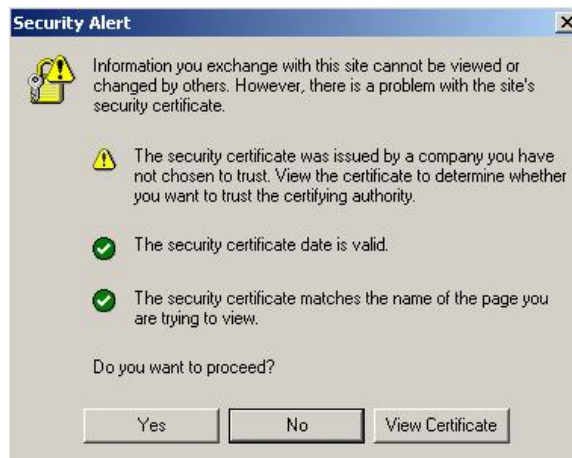 Security Alert
Information you exchange with this site cannot be viewed or
changed by others. However, there is a problem with the site's
security certificate.
The security certificate was issued by a company you have
not chosen to trust. View the certificate to determine whether
you want to trust the certifying authority.
The security certificate date is valid.
The security certificate matches the name of the page you
are trying to view.
Do you want to proceed?
Yes
No
View Certificate